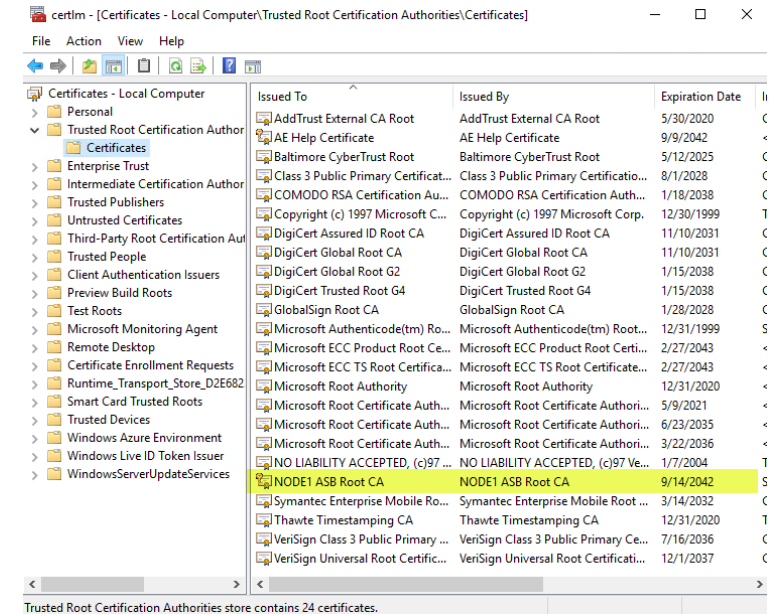 certlm - [Certificates - Local Computer\Trusted Root Certification Authorities\Certificates]
File Action View Help
Certificates - Local Computer
Personal
Trusted Root Certification Author
Certificates
Enterprise Trust
Intermediate Certification Author
Trusted Publishers
Untrusted Certificates
Third-Party Root Certification Aut
Trusted People
Client Authentication Issuers
Preview Build Roots
Test Roots
Microsoft Monitoring Agent
Remote Desktop
Certificate Enrollment Requests
Runtime_Transport_Store_D2E682
Smart Card Trusted Roots
Trusted Devices
Windows Azure Environment
Windows Live ID Token Issuer
WindowsServerUpdateServices
Issued To Issued By Expiration Date
AddTrust External CA Root AddTrust External CA Root 5/30/2020
AE Help Certificate AE Help Certificate 9/9/2042
Baltimore CyberTrust Root Baltimore CyberTrust Root 5/12/2025
Class 3 Public Primary Certificat... Class 3 Public Primary Certificatio... 8/1/2028
COMODO RSA Certification Au... COMODO RSA Certification Auth... 1/18/2038
Copyright (c) 1997 Microsoft C... Copyright (c) 1997 Microsoft Corp. 12/30/1999
DigiCert Assured ID Root CA DigiCert Assured ID Root CA 11/10/2031
DigiCert Global Root CA DigiCert Global Root CA 11/10/2031
DigiCert Global Root G2 DigiCert Global Root G2 1/15/2038
DigiCert Trusted Root G4 DigiCert Trusted Root G4 1/15/2038
GlobalSign Root CA GlobalSign Root CA 1/28/2028
Microsoft Authenticode(tm) Ro... Microsoft Authenticode(tm) Root... 12/31/1999
Microsoft ECC Product Root Ce... Microsoft ECC Product Root Certi... 2/27/2043
Microsoft ECC TS Root Certifica... Microsoft ECC TS Root Certificate... 2/27/2043
Microsoft Root Authority Microsoft Root Authority 12/31/2020
Microsoft Root Certificate Auth... Microsoft Root Certificate Authori... 5/9/2021
Microsoft Root Certificate Auth... Microsoft Root Certificate Authori... 6/23/2035
Microsoft Root Certificate Auth... Microsoft Root Certificate Authori... 3/22/2036
NO LIABILITY ACCEPTED, (c)97 ... NO LIABILITY ACCEPTED, (c)97 Ve... 1/7/2004
NODE1 ASB Root CA NODE1 ASB Root CA 9/14/2042
Symantec Enterprise Mobile Ro... Symantec Enterprise Mobile Root ... 3/14/2032
Thawte Timestamping CA Thawte Timestamping CA 12/31/2020
VeriSign Class 3 Public Primary ... VeriSign Class 3 Public Primary Ce... 7/16/2036
VeriSign Universal Root Certific... VeriSign Universal Root Certificati... 12/1/2037
Trusted Root Certification Authorities store contains 24 certificates.